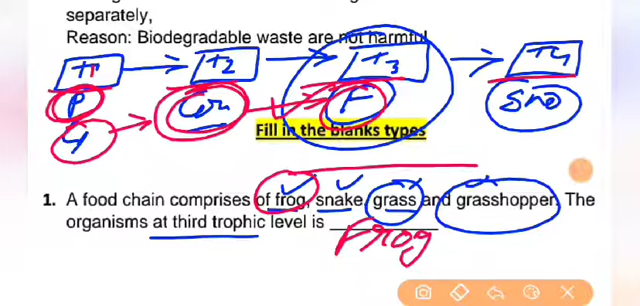 separately,
Reason: Biodegradable waste are not harmful
T1 T2 T3 T4
P F Sno
Fill in the blanks types
1. A food chain comprises of frog, snake, grass and grasshopper. The
organisms at third trophic level is ____________
Frog